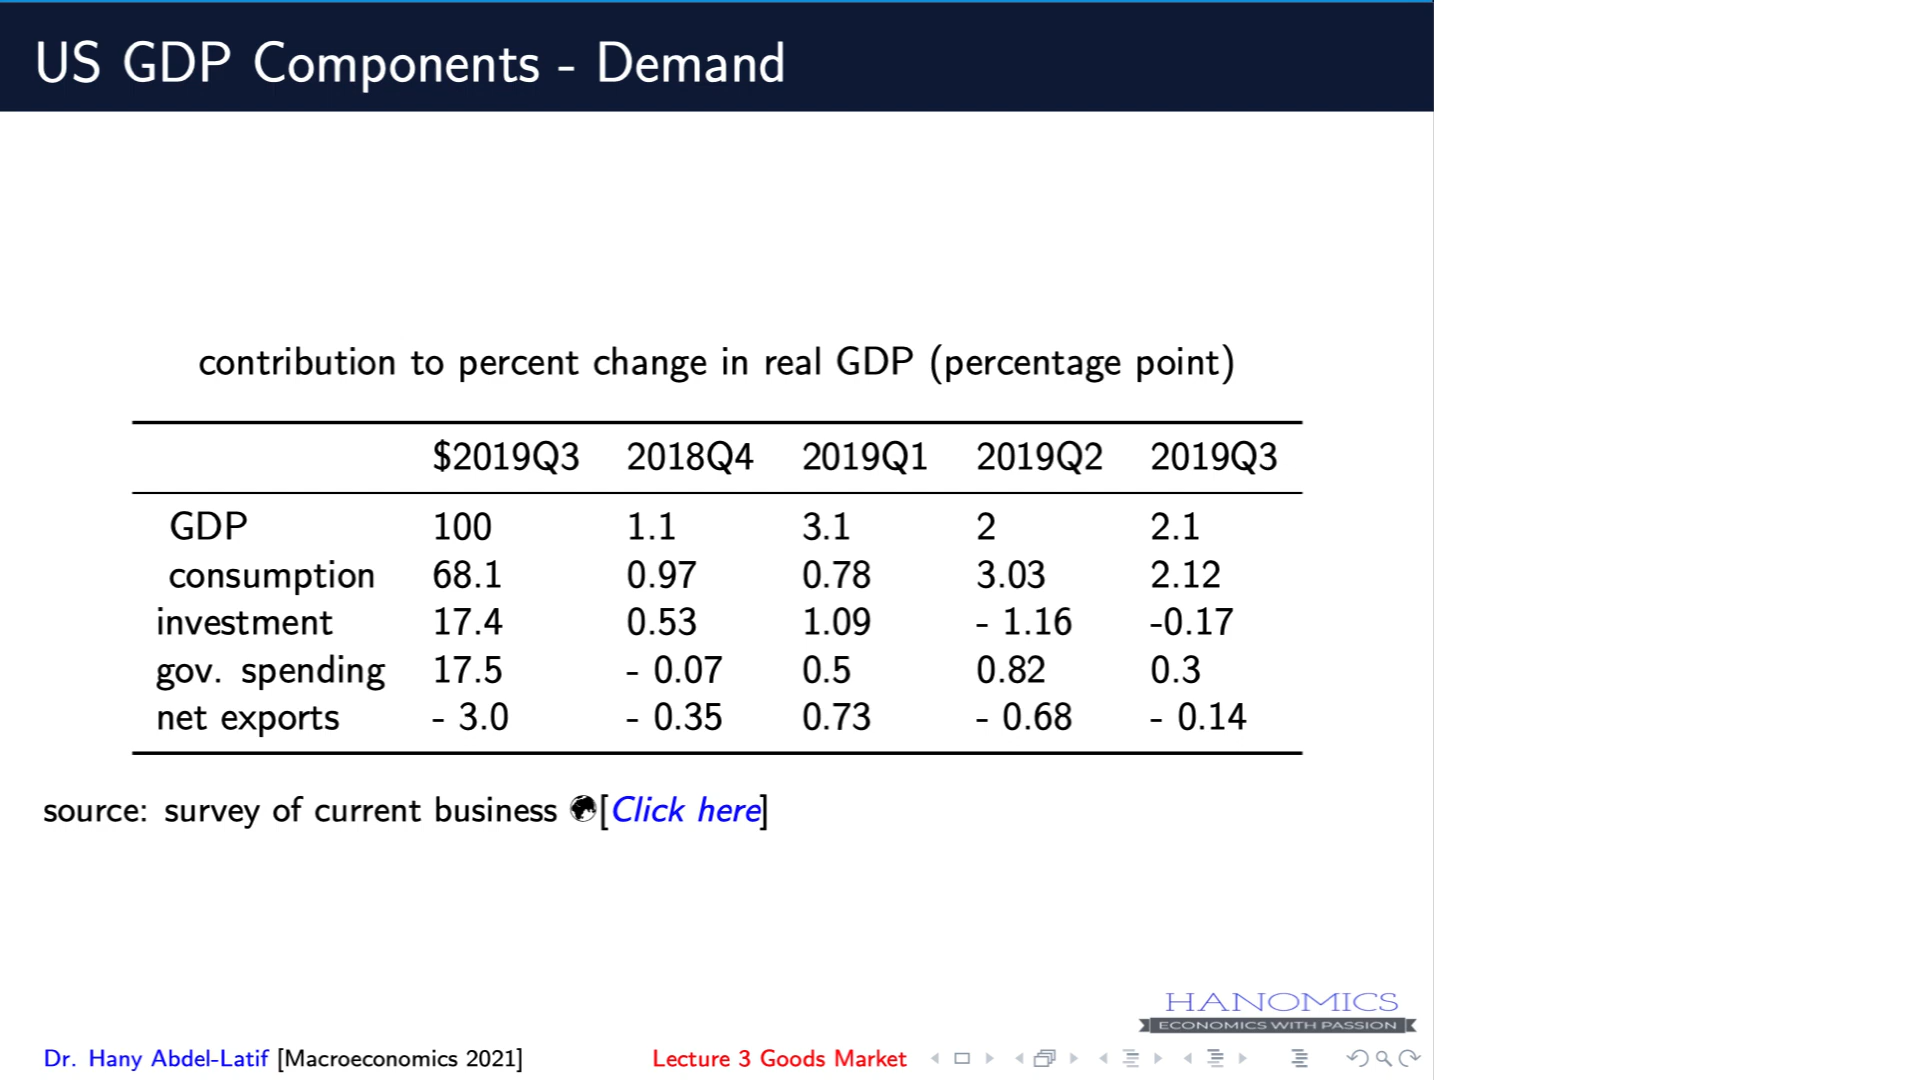 US GDP Components - Demand
contribution to percent change in real GDP (percentage point)
$2019Q3 2018Q4 2019Q1 2019Q2 2019Q3
GDP 100 1.1 3.1 2 2.1
consumption 68.1 0.97 0.78 3.03 2.12
investment 17.4 0.53 1.09 - 1.16 -0.17
gov. spending 17.5 - 0.07 0.5 0.82 0.3
net exports - 3.0 - 0.35 0.73 - 0.68 - 0.14
source: survey of current business [Click here]
HANOMICS
ECONOMICS WITH PASSION
Dr. Hany Abdel-Latif [Macroeconomics 2021] Lecture 3 Goods Market